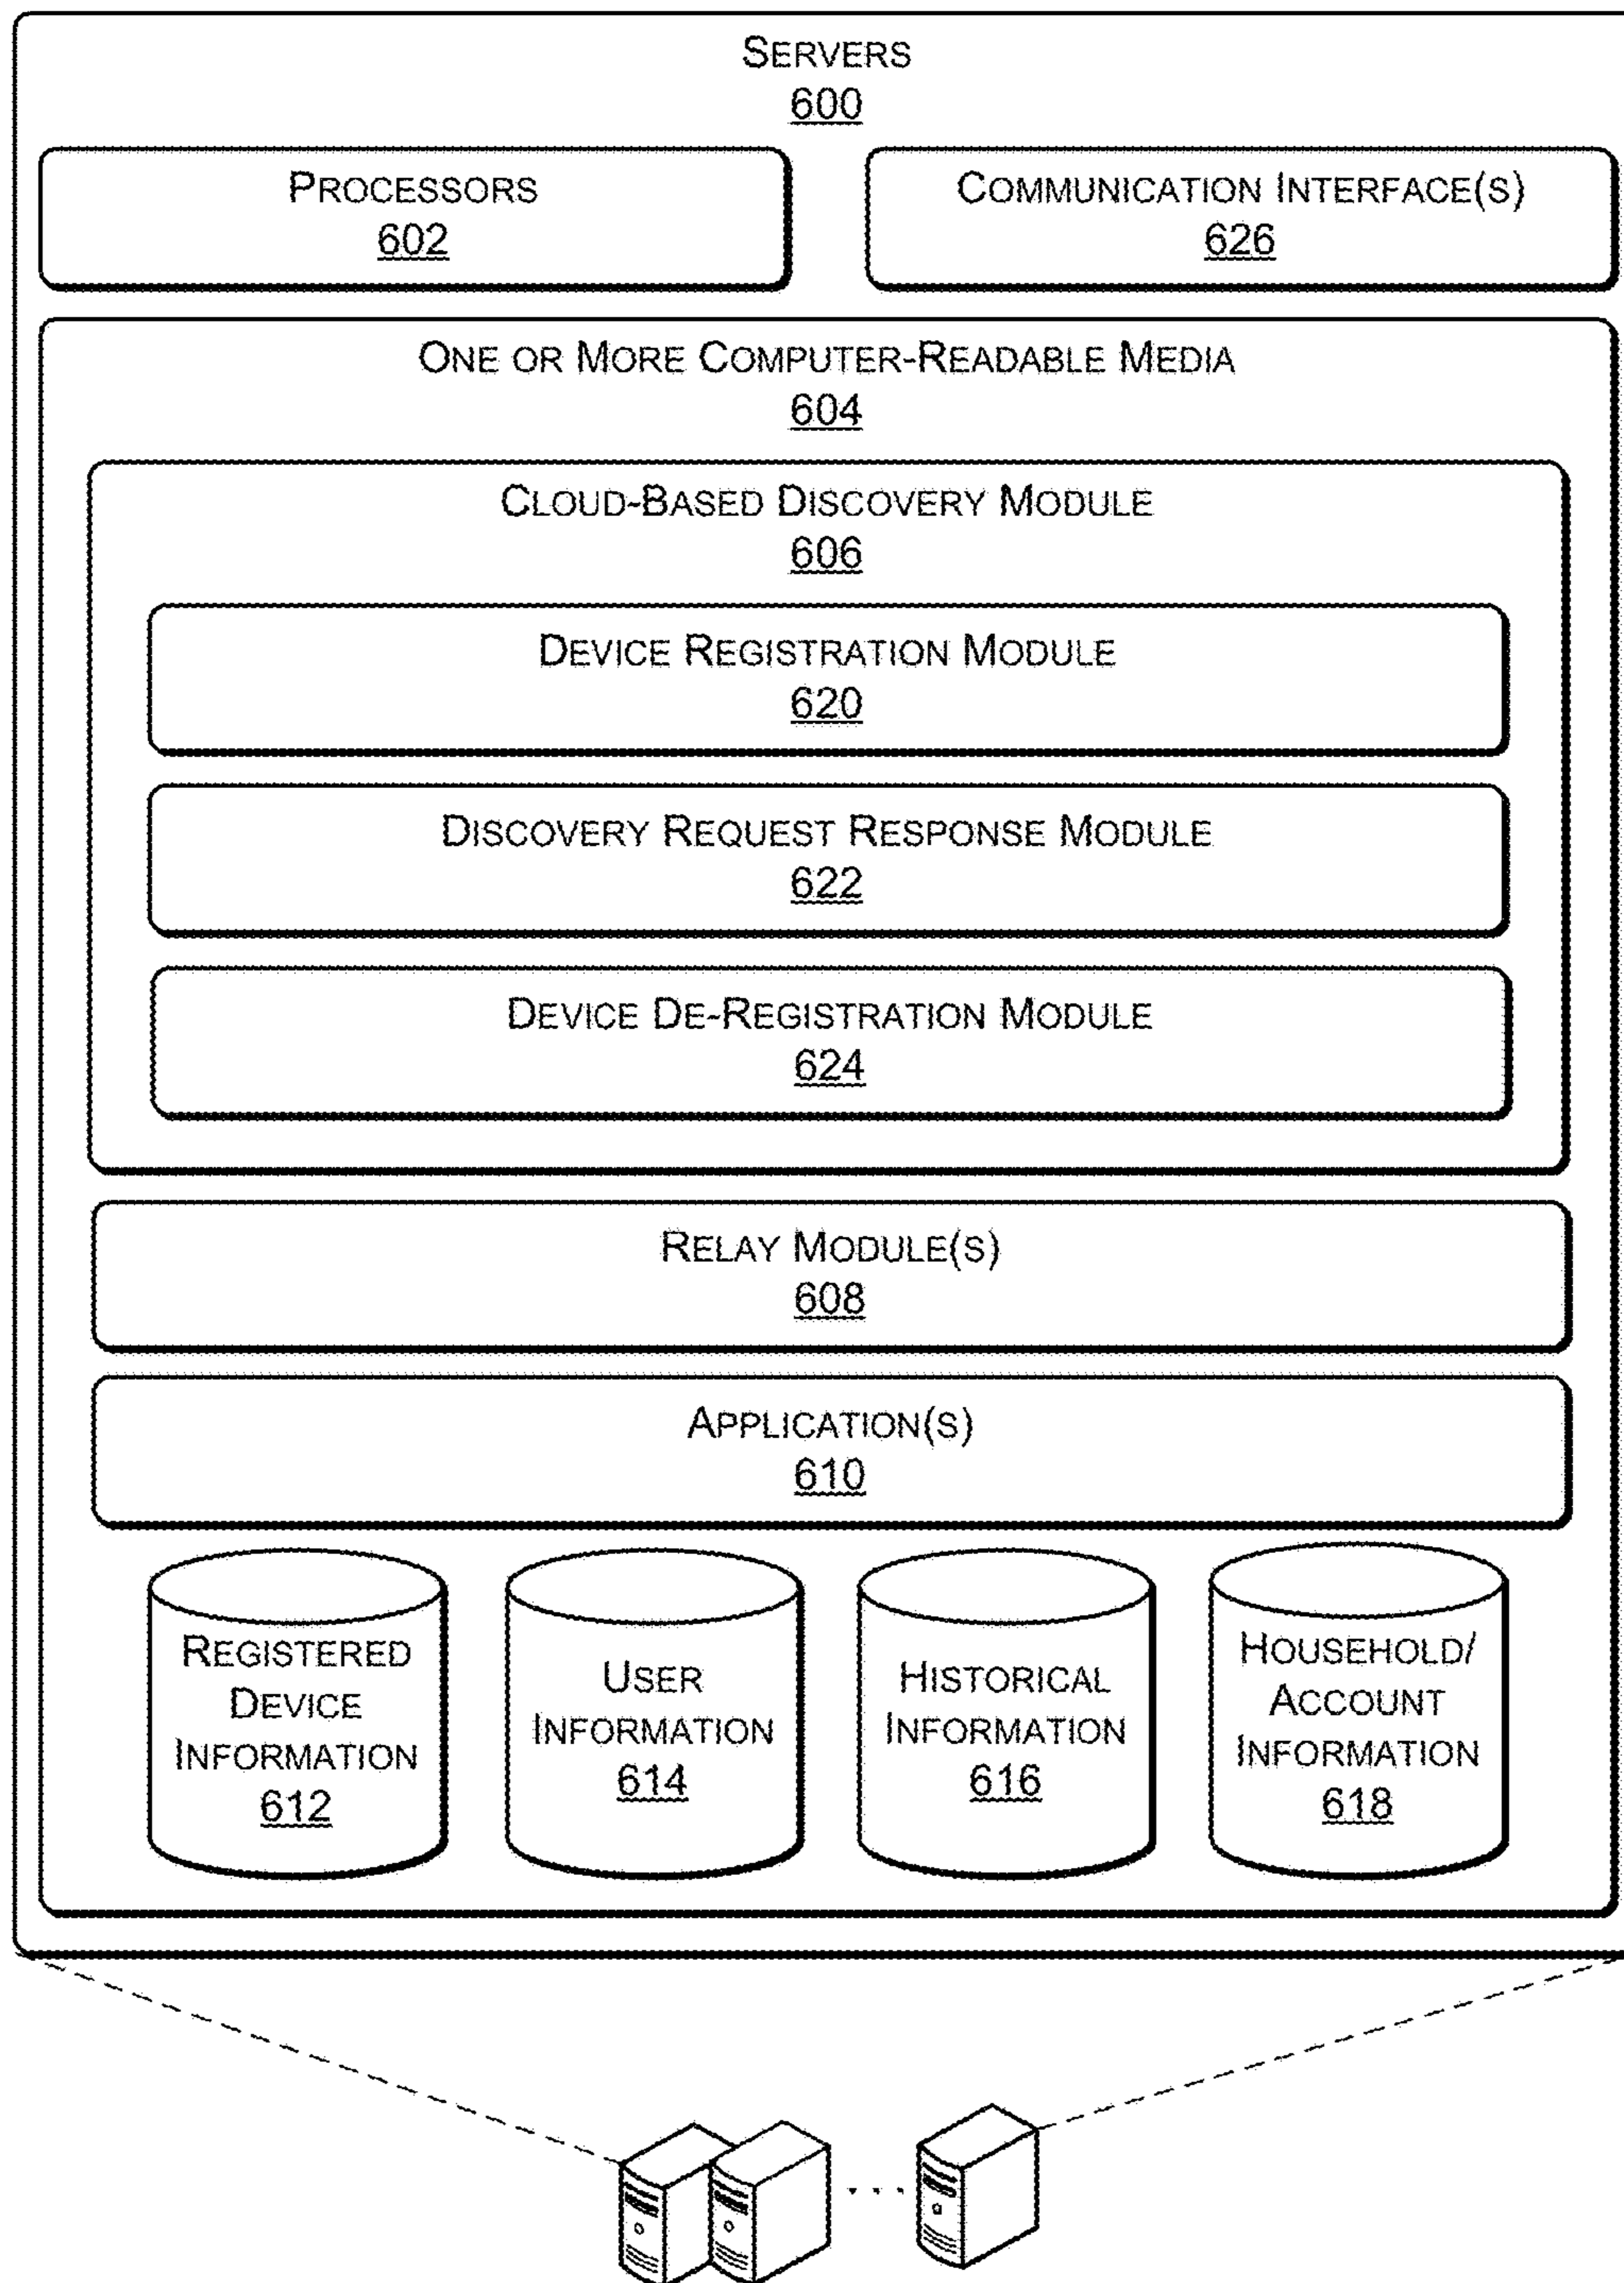 SERVERS
600
PROCESSORS
602
COMMUNICATION INTERFACE(S)
626
ONE OR MORE COMPUTER-READABLE MEDIA
604
CLOUD-BASED DISCOVERY MODULE
606
DEVICE REGISTRATION MODULE
620
DISCOVERY REQUEST RESPONSE MODULE
622
DEVICE DE-REGISTRATION MODULE
624
RELAY MODULE(S)
608
APPLICATION(S)
610
REGISTERED
DEVICE
INFORMATION
612
USER
INFORMATION
614
HISTORICAL
INFORMATION
616
HOUSEHOLD/
ACCOUNT
INFORMATION
618